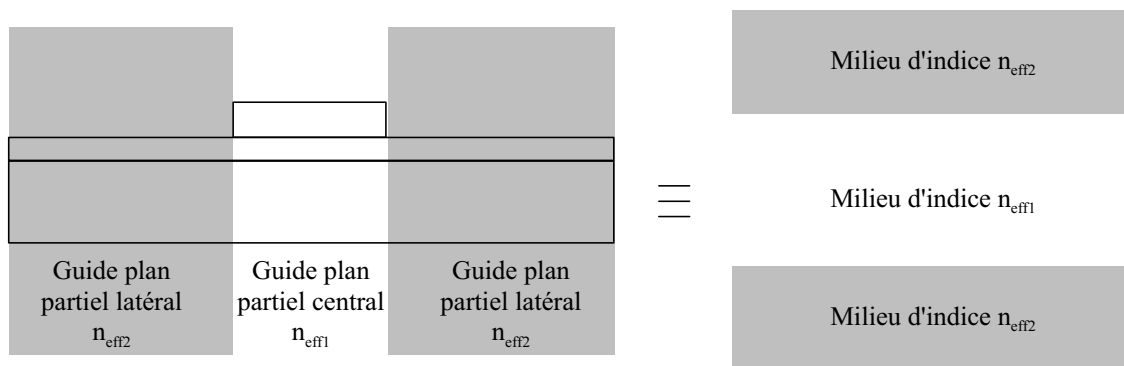 Guide plan
partiel latéral
n_eff2
Guide plan
partiel central
n_eff1
Guide plan
partiel latéral
n_eff2
Milieu d'indice n_eff2
Milieu d'indice n_eff1
Milieu d'indice n_eff2